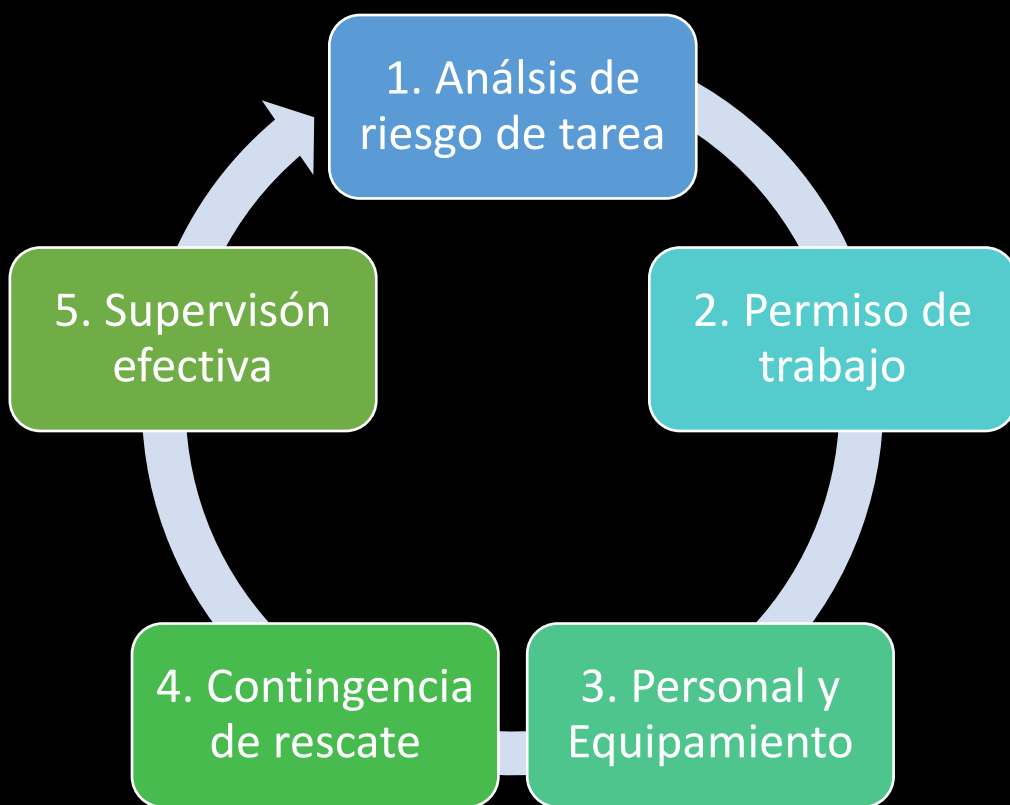 1. Análsis de
riesgo de tarea
2. Permiso de
trabajo
3. Personal y
Equipamiento
4. Contingencia
de rescate
5. Supervisón
efectiva